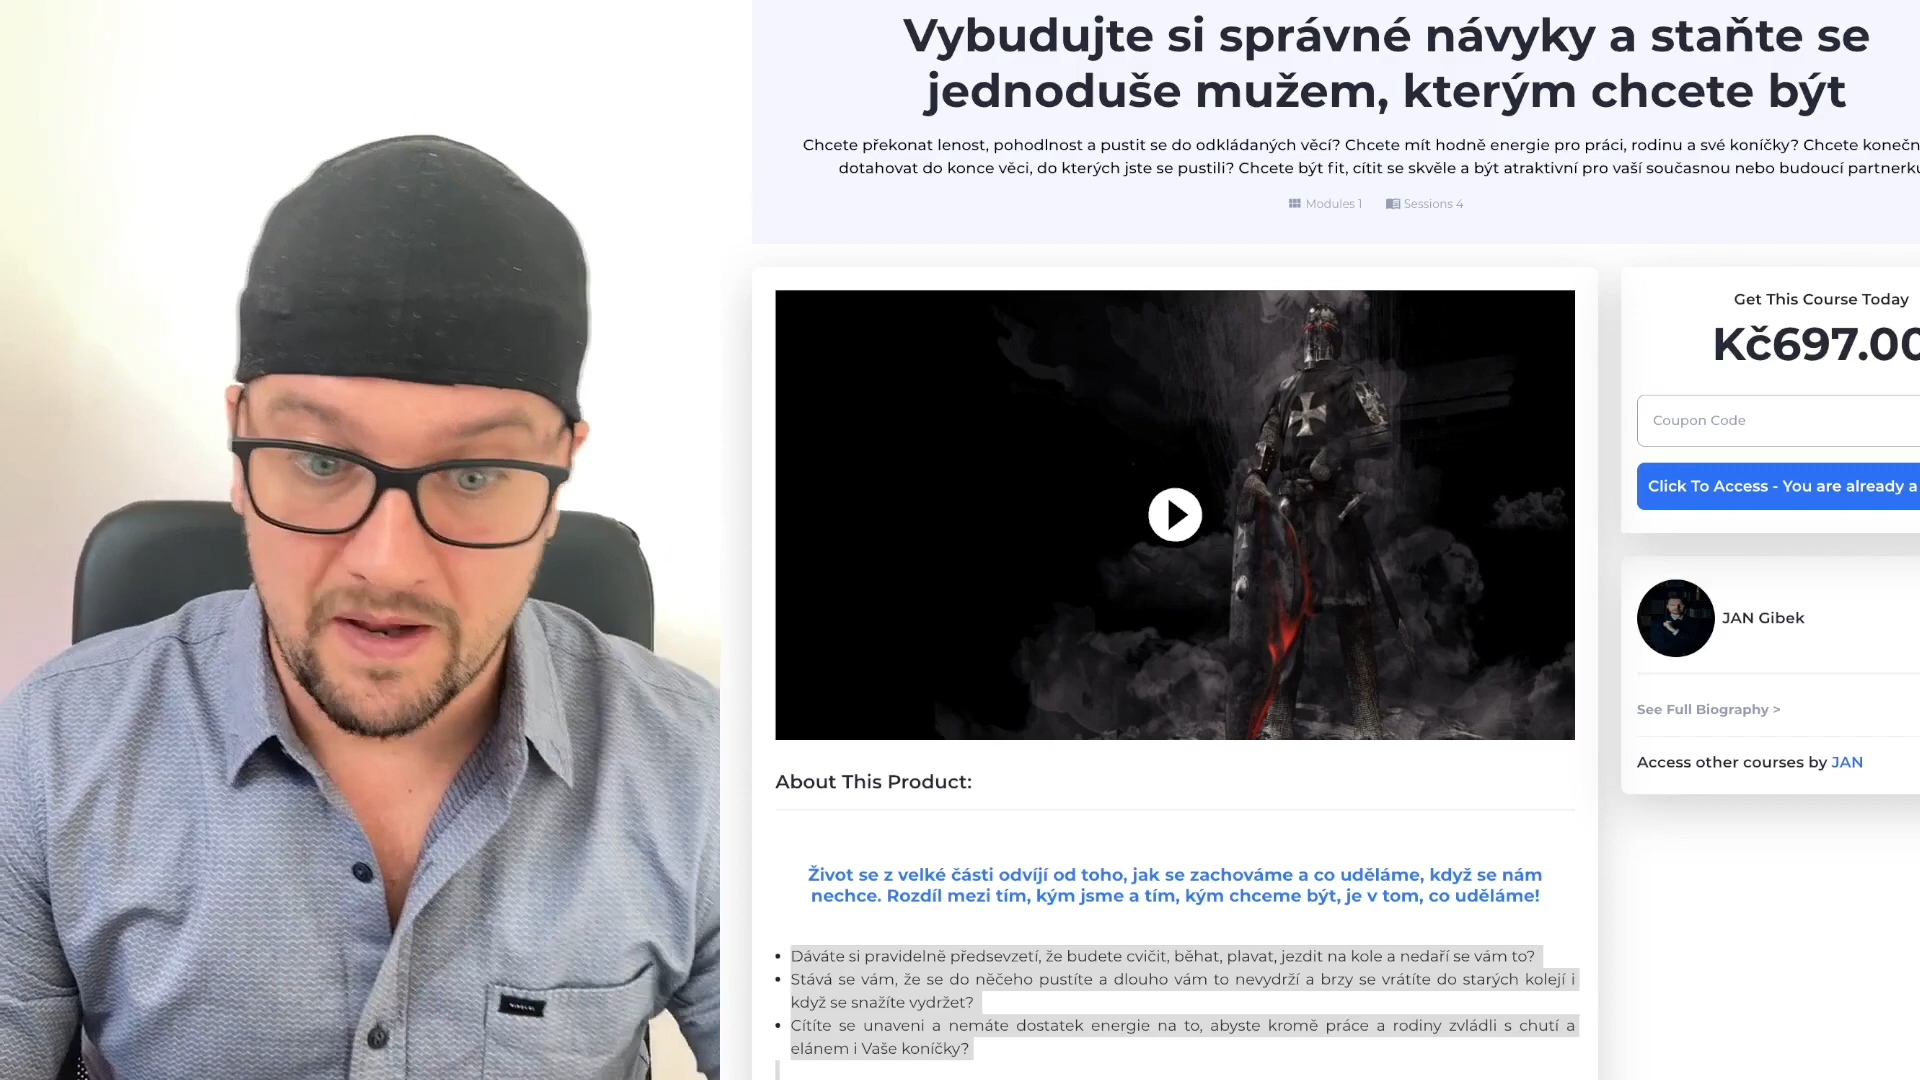 Vybudujte si správné návyky a staňte se
jednoduše mužem, kterým chcete být
Chcete překonat lenost, pohodlnost a pustit se do odkládaných věcí? Chcete mít hodně energie pro práci, rodinu a své koníčky? Chcete konečn
dotahovat do konce věci, do kterých jste se pustili? Chcete být fit, cítit se skvěle a být atraktivní pro vaší současnou nebo budoucí partnerku
Modules 1 Sessions 4
Get This Course Today
Kč697.00
Coupon Code
Click To Access - You are already a
JAN Gibek
See Full Biography >
Access other courses by JAN
About This Product:
Život se z velké části odvíjí od toho, jak se zachováme a co uděláme, když se nám
nechce. Rozdíl mezi tím, kým jsme a tím, kým chceme být, je v tom, co uděláme!
Dáváte si pravidelně předsevzetí, že budete cvičit, běhat, plavat, jezdit na kole a nedaří se vám to?
Stává se vám, že se do něčeho pustíte a dlouho vám to nevydrží a brzy se vrátíte do starých kolejí i
když se snažíte vydržet?
Cítíte se unaveni a nemáte dostatek energie na to, abyste kromě práce a rodiny zvládli s chutí a
elánem i Vaše koníčky?